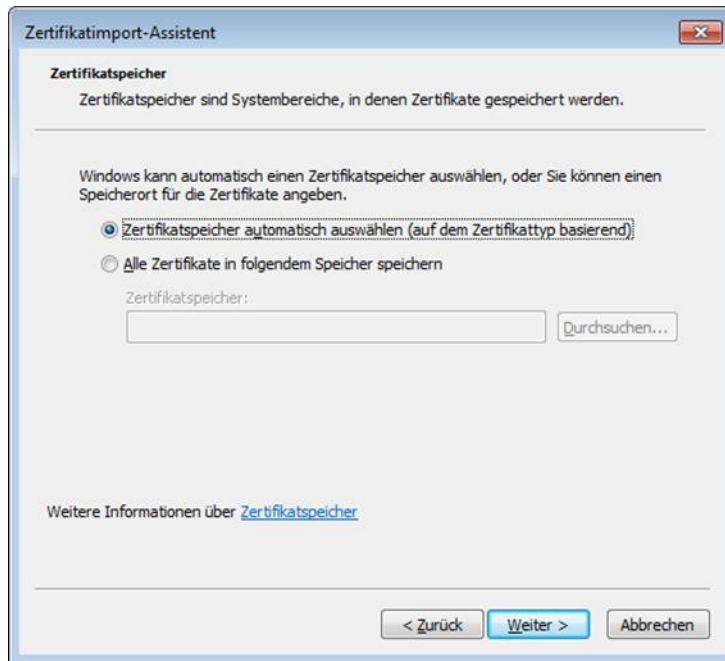 Zertifikatimport-Assistent
Zertifikatspeicher
Zertifikatspeicher sind Systembereiche, in denen Zertifikate gespeichert werden.
Windows kann automatisch einen Zertifikatspeicher auswählen, oder Sie können einen
Speicherort für die Zertifikate angeben.
Zertifikatspeicher automatisch auswählen (auf dem Zertifikattyp basierend)
Alle Zertifikate in folgendem Speicher speichern
Zertifikatspeicher:
Durchsuchen...
Weitere Informationen über Zertifikatspeicher
< Zurück Weiter > Abbrechen